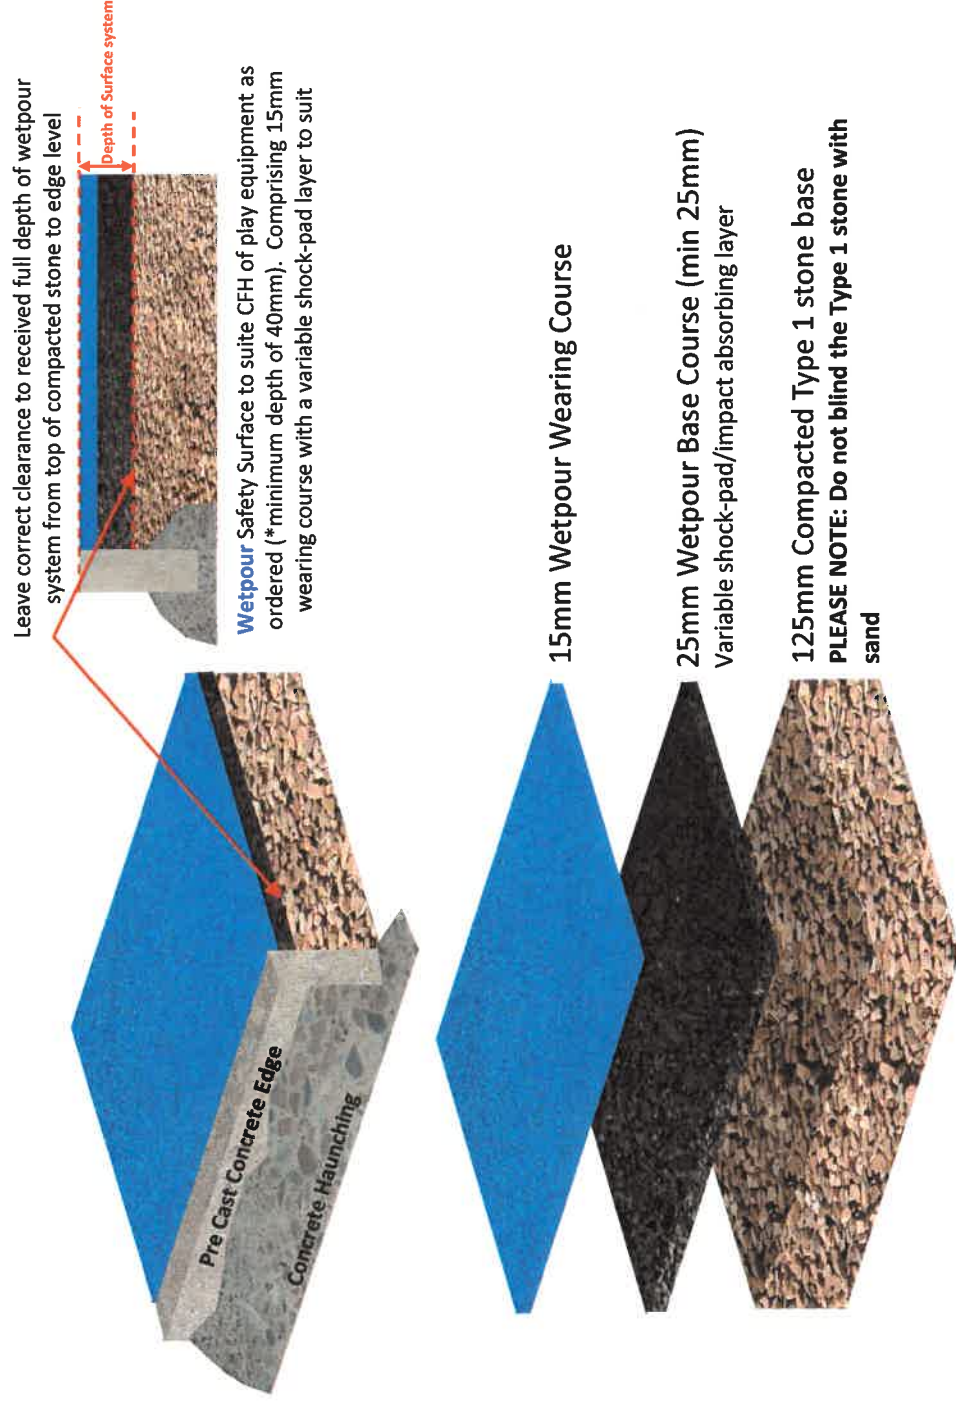 Leave correct clearance to received full depth of wetpour
system from top of compacted stone to edge level
Depth of Surface system
Wetpour Safety Surface to suite CFH of play equipment as
ordered (*minimum depth of 40mm). Comprising 15mm
wearing course with a variable shock-pad layer to suit
Pre Cast Concrete Edge
Concrete Haunching
15mm Wetpour Wearing Course
25mm Wetpour Base Course (min 25mm)
Variable shock-pad/impact absorbing layer
125mm Compacted Type 1 stone base
PLEASE NOTE: Do not blind the Type 1 stone with
sand